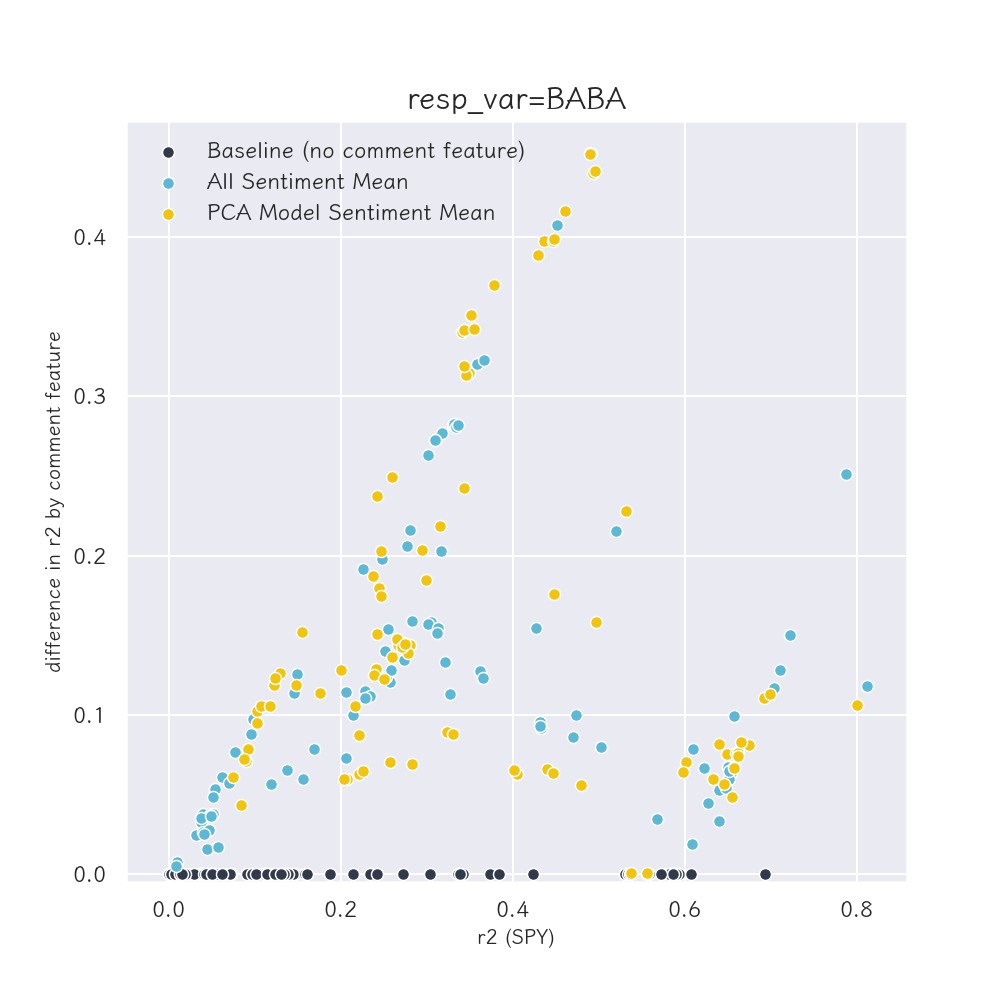 resp_var=BABA
Baseline (no comment feature)
All Sentiment Mean
PCA Model Sentiment Mean
difference in r2 by comment feature
0.4
0.3
0.2
0.1
0.0
0.0 0.2 0.4 0.6 0.8
r2 (SPY)